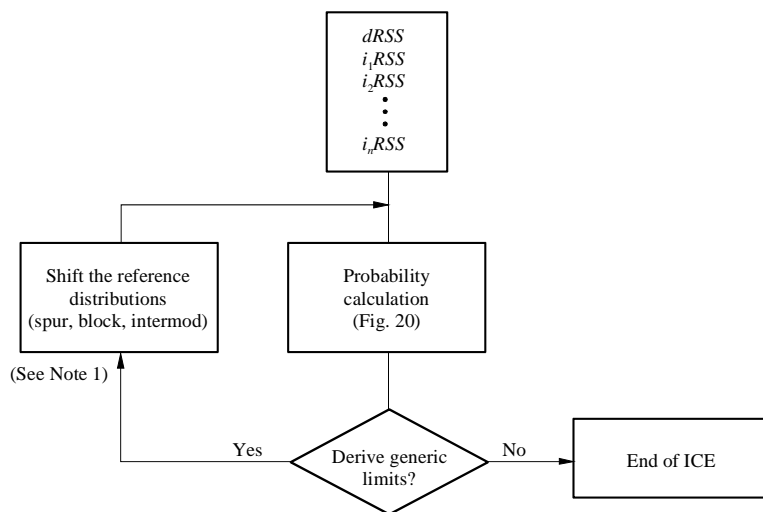 dRSS
i₁RSS
i₂RSS
iₙRSS
Shift the reference
distributions
(spur, block, intermod)
Probability
calculation
(Fig. 20)
(See Note 1)
Yes
Derive generic
limits?
No
End of ICE